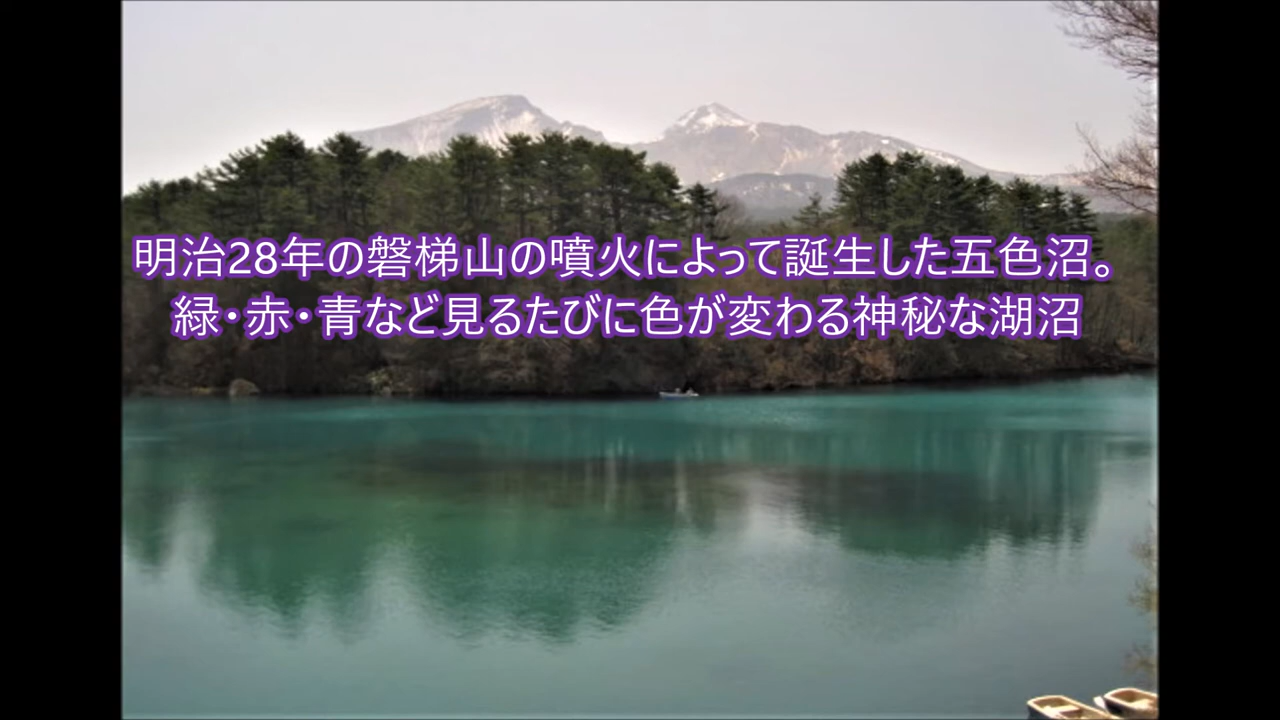 明治28年の磐梯山の噴火によって誕生した五色沼。
緑・赤・青など見るたびに色が変わる神秘な湖沼